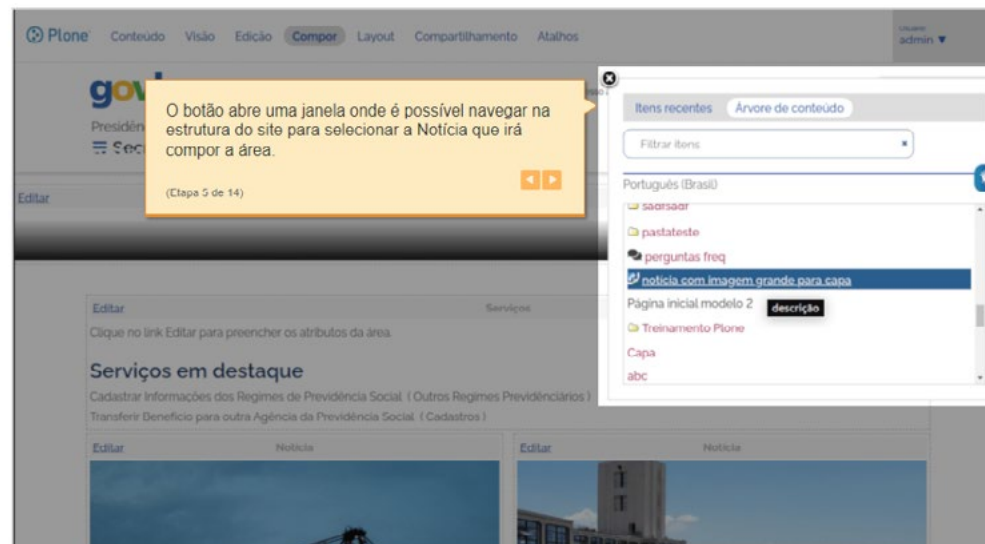 Plone
Conteúdo Visão Edição Compor Layout Compartilhamento Atalhos
admin ▼
Presidên
Editar
O botão abre uma janela onde é possível navegar na
estrutura do site para selecionar a Notícia que irá
compor a área.
(Etapa 5 de 14)
Itens recentes Árvore de conteúdo
Filtrar itens
Português (Brasil)
sadfsadf
pastateste
perguntas freq
notícia com imagem grande para capa
Página inicial modelo 2
descrição
Treinamento Plone
Capa
abc
Editar Serviços
Clique no link Editar para preencher os atributos da área.
Serviços em destaque
Cadastrar Informações dos Regimes de Previdência Social ( Outros Regimes Previdênciários )
Transferir Benefício para outra Agência da Previdência Social ( Cadastros )
Editar Notícia
Editar Notícia